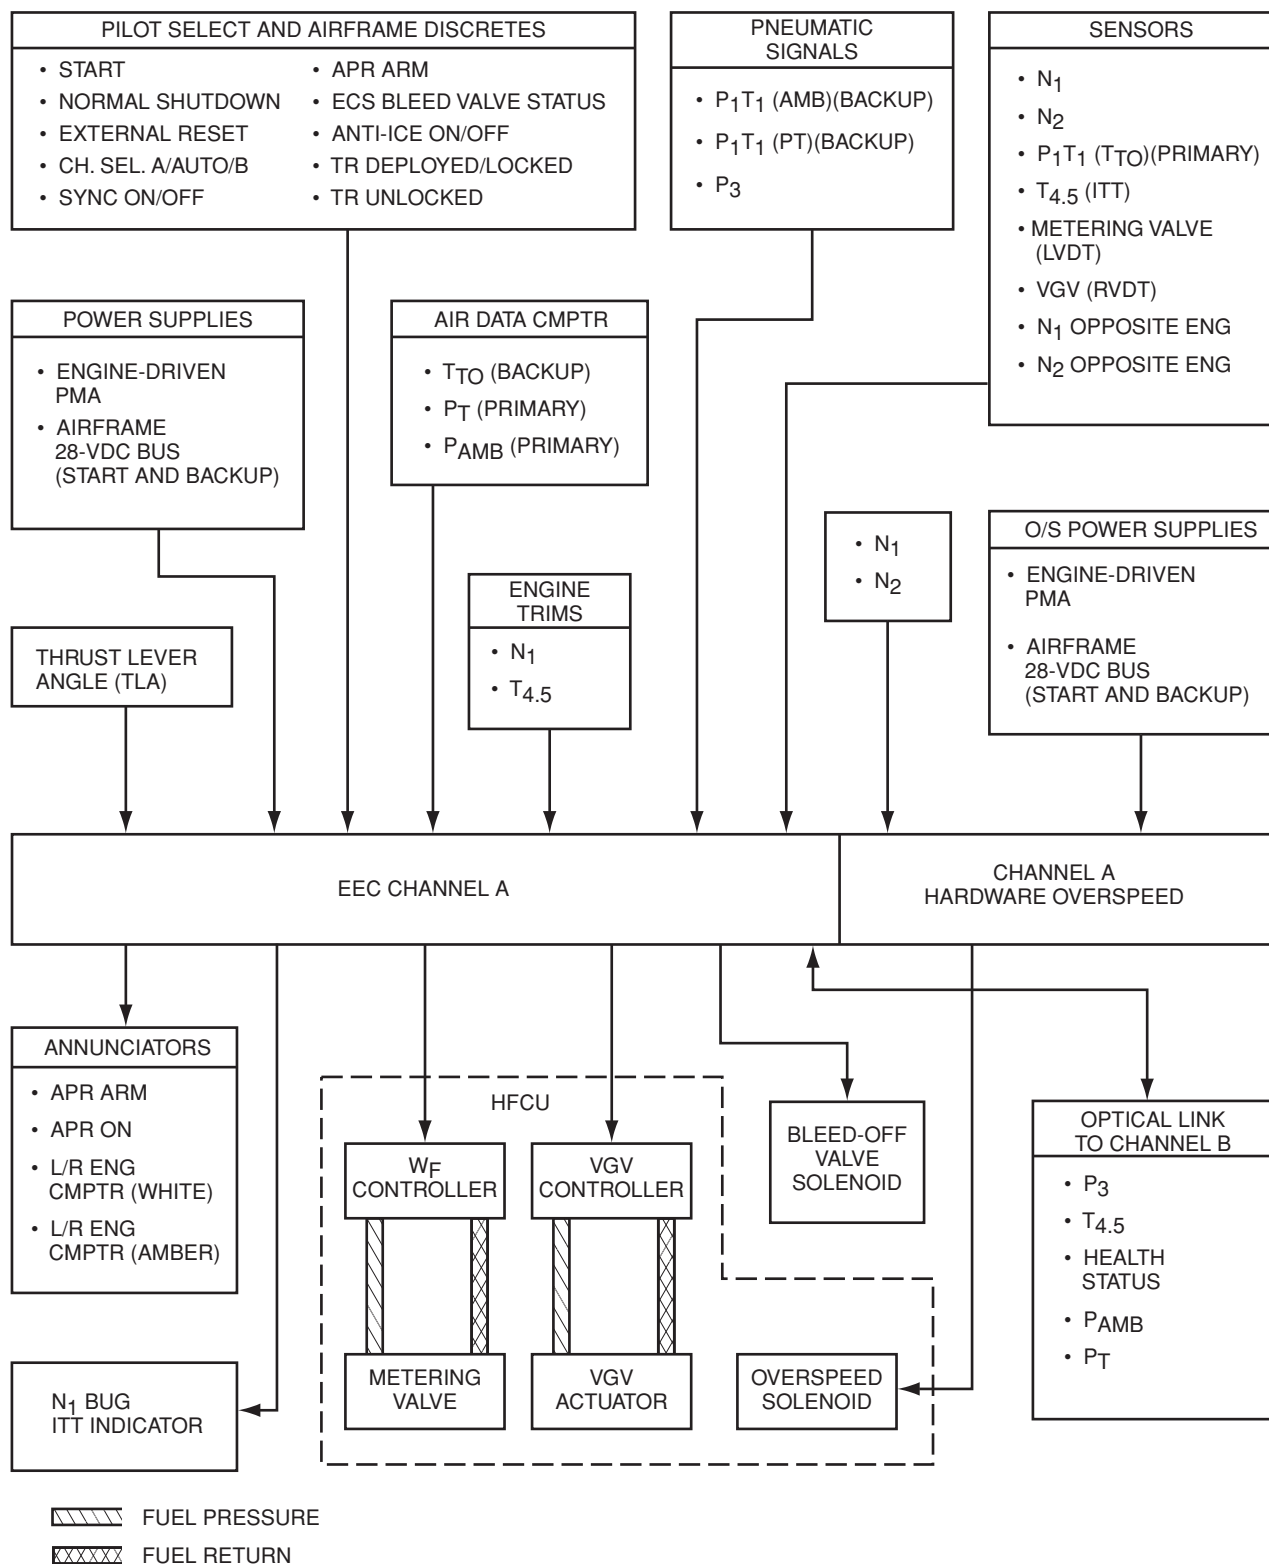 PILOT SELECT AND AIRFRAME DISCRETES
• START
• NORMAL SHUTDOWN
• EXTERNAL RESET
• CH. SEL. A/AUTO/B
• SYNC ON/OFF
• APR ARM
• ECS BLEED VALVE STATUS
• ANTI-ICE ON/OFF
• TR DEPLOYED/LOCKED
• TR UNLOCKED
PNEUMATIC
SIGNALS
• P1T1 (AMB)(BACKUP)
• P1T1 (PT)(BACKUP)
• P3
SENSORS
• N1
• N2
• P1T1 (TTO)(PRIMARY)
• T4.5 (ITT)
• METERING VALVE
(LVDT)
• VGV (RVDT)
• N1 OPPOSITE ENG
• N2 OPPOSITE ENG
POWER SUPPLIES
• ENGINE-DRIVEN
PMA
• AIRFRAME
28-VDC BUS
(START AND BACKUP)
AIR DATA CMPTR
• TTO (BACKUP)
• PT (PRIMARY)
• PAMB (PRIMARY)
• N1
• N2
O/S POWER SUPPLIES
• ENGINE-DRIVEN
PMA
• AIRFRAME
28-VDC BUS
(START AND BACKUP)
ENGINE
TRIMS
• N1
• T4.5
THRUST LEVER
ANGLE (TLA)
EEC CHANNEL A
CHANNEL A
HARDWARE OVERSPEED
ANNUNCIATORS
• APR ARM
• APR ON
• L/R ENG
CMPTR (WHITE)
• L/R ENG
CMPTR (AMBER)
HFCU
WF
CONTROLLER
VGV
CONTROLLER
BLEED-OFF
VALVE
SOLENOID
OPTICAL LINK
TO CHANNEL B
• P3
• T4.5
• HEALTH
STATUS
• PAMB
• PT
METERING
VALVE
VGV
ACTUATOR
OVERSPEED
SOLENOID
N1 BUG
ITT INDICATOR
FUEL PRESSURE
FUEL RETURN